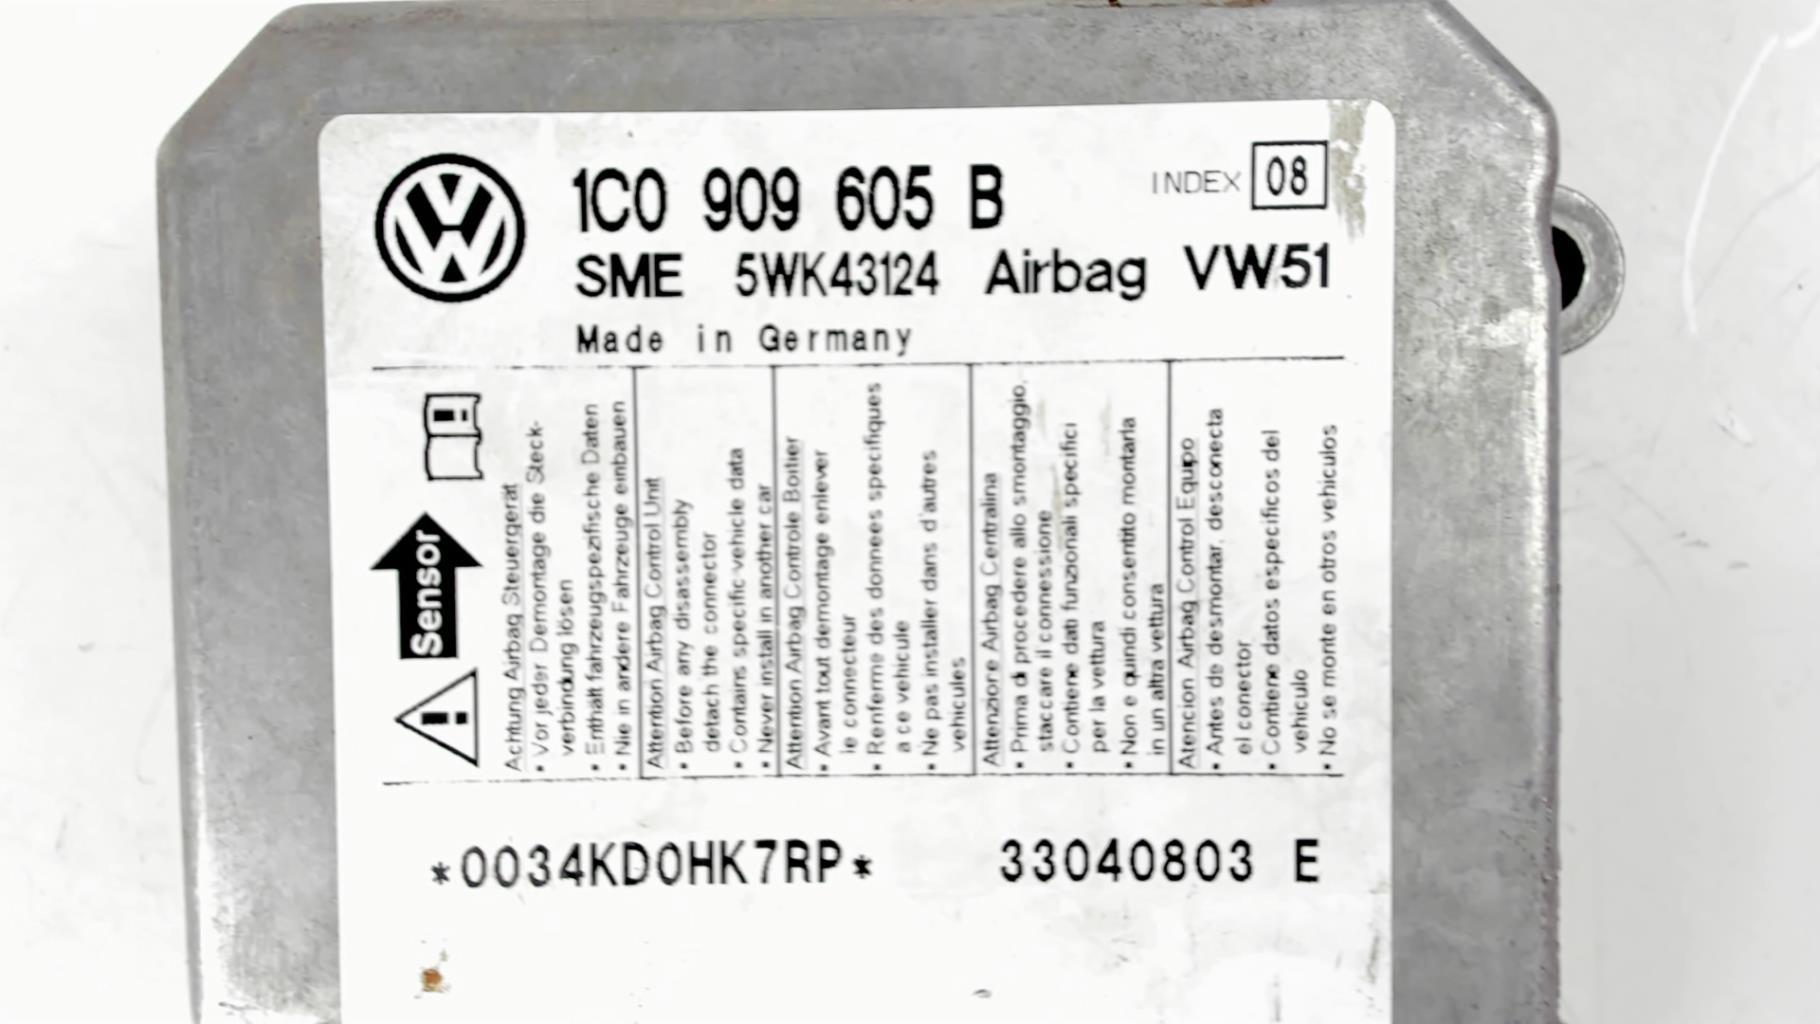 1C0 909 605 B
INDEX 08
SME 5WK43124 Airbag VW51
Made in Germany
Sensor
Achtung Airbag Steuergerät
• Vor jeder Demontage die Steck-
verbindung lösen
• Enthält fahrzeugspezifische Daten
• Nie in andere Fahrzeuge einbauen
Attention Airbag Control Unit
• Before any disassembly
detach the connector
• Contains specific vehicle data
• Never install in another car
Attention Airbag Controle Boitier
• Avant tout demontage enlever
le connecteur
• Renferme des donnees specifiques
a ce vehicule
• Ne pas installer dans d'autres
vehicules
Attenzione Airbag Centralina
• Prima di procedere allo smontaggio,
staccare il connessione
• Contiene dati funzionali specifici
per la vettura
• Non e quindi consentito montarla
in un altra vettura
Atencion Airbag Control Equipo
• Antes de desmontar, desconecta
el conector
• Contiene datos especificos del
vehiculo
• No se monte en otros vehiculos
*0034KD0HK7RP* 33040803 E